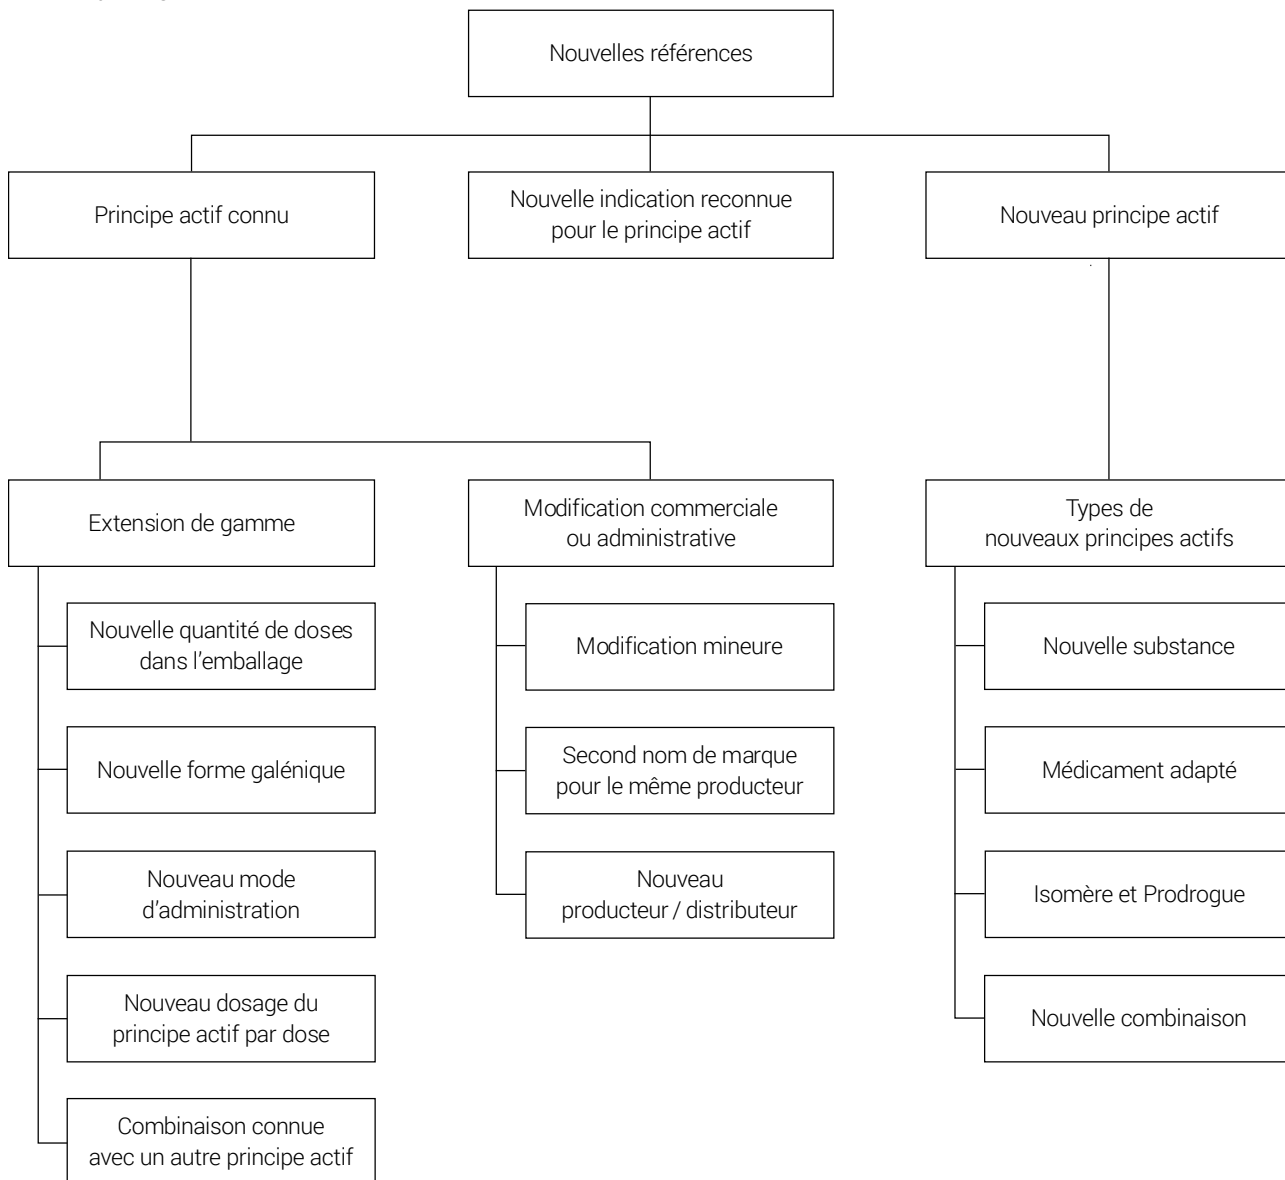 Nouvelles références
Principe actif connu
Nouvelle indication reconnue
pour le principe actif
Nouveau principe actif
Extension de gamme
Nouvelle quantité de doses
dans l'emballage
Nouvelle forme galénique
Nouveau mode
d'administration
Nouveau dosage du
principe actif par dose
Combinaison connue
avec un autre principe actif
Modification commerciale
ou administrative
Modification mineure
Second nom de marque
pour le même producteur
Nouveau
producteur / distributeur
Types de
nouveaux principes actifs
Nouvelle substance
Médicament adapté
Isomère et Prodrogue
Nouvelle combinaison